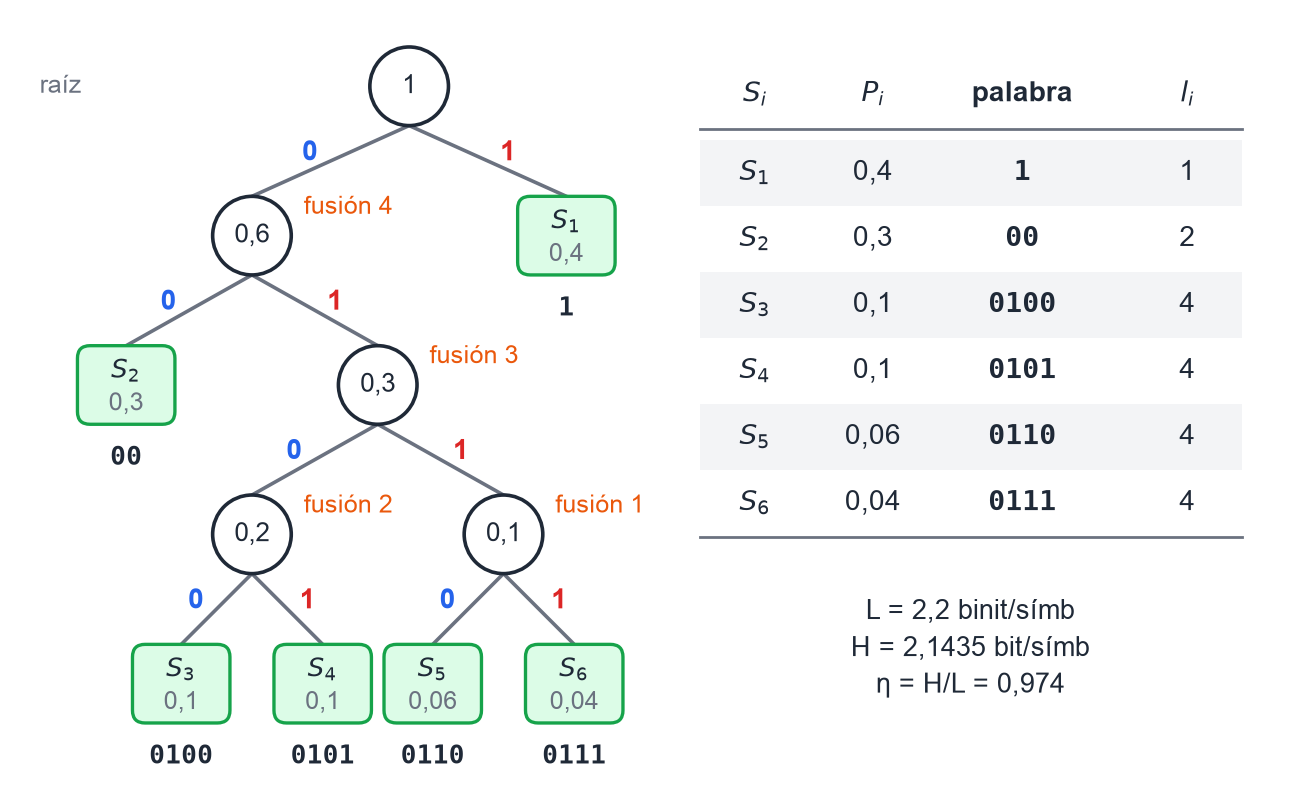 raíz
1
0
1
0,6
fusión 4
S1
0,4
1
0
1
S2
0,3
00
0,3
fusión 3
0
1
0,2
fusión 2
0,1
fusión 1
0
1
0
1
S3
0,1
S4
0,1
S5
0,06
S6
0,04
0100
0101
0110
0111
Si Pi palabra li
S1 0,4 1 1
S2 0,3 00 2
S3 0,1 0100 4
S4 0,1 0101 4
S5 0,06 0110 4
S6 0,04 0111 4
L = 2,2 binit/símb
H = 2,1435 bit/símb
η = H/L = 0,974